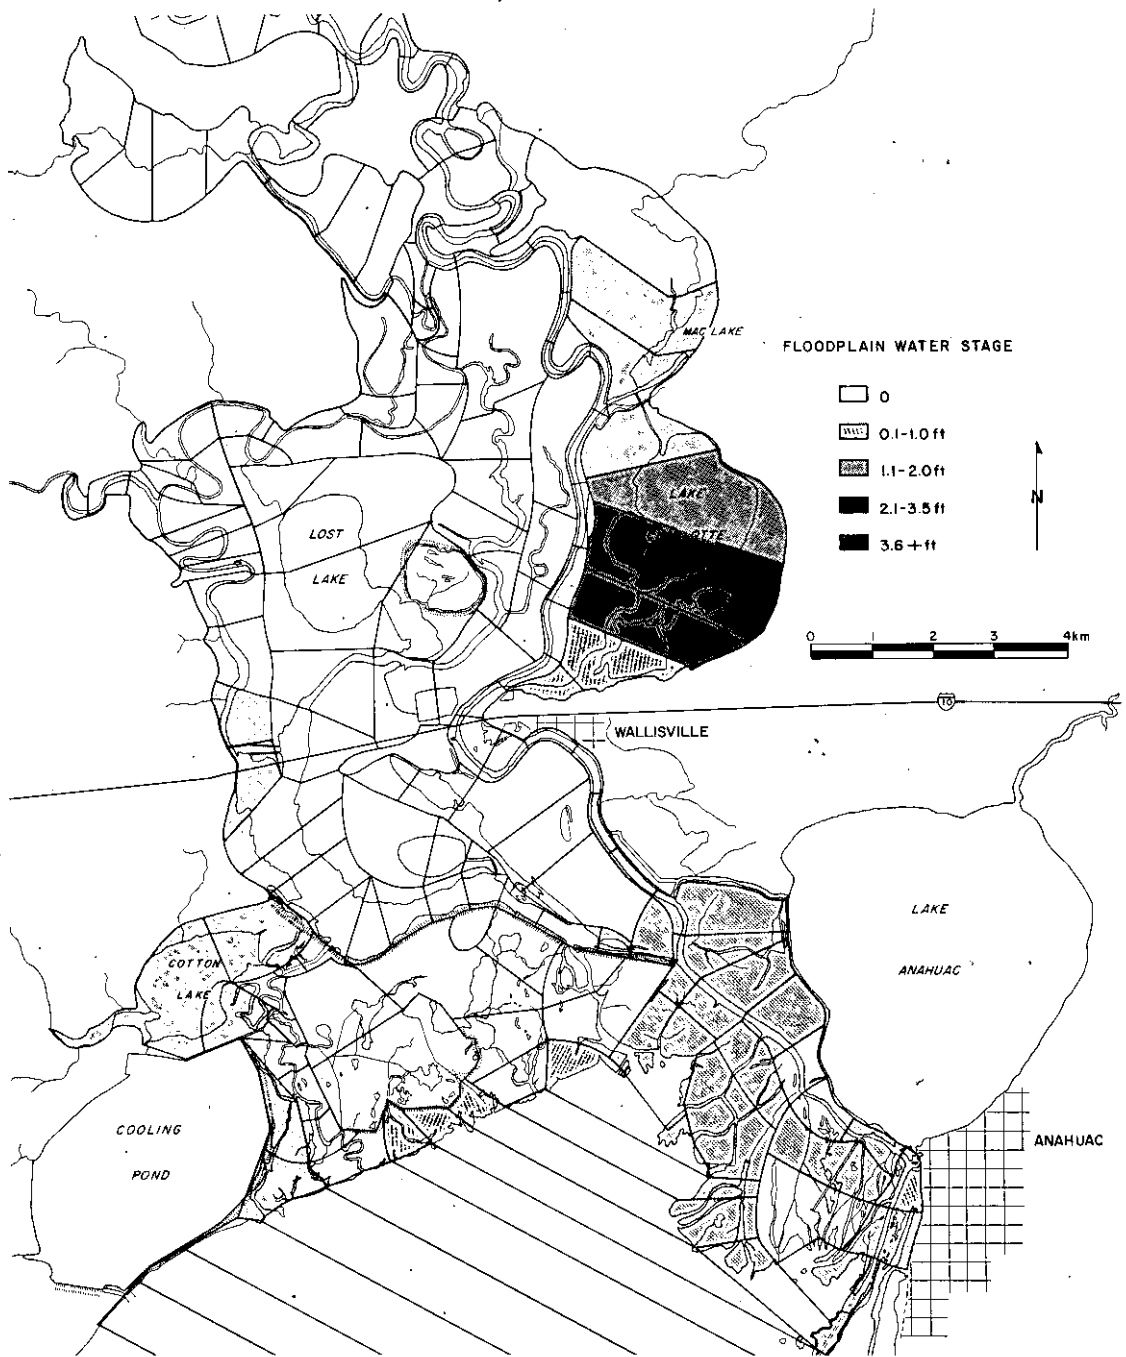 MAC LAKE
FLOODPLAIN WATER STAGE
0
0.1-1.0 ft
1.1-2.0 ft
2.1-3.5 ft
3.6 + ft
N
LAKE
LOST
LAKE
0 1 2 3 4 km
10
WALLISVILLE
LAKE
ANAHUAC
COTTON
LAKE
COOLING
POND
ANAHUAC